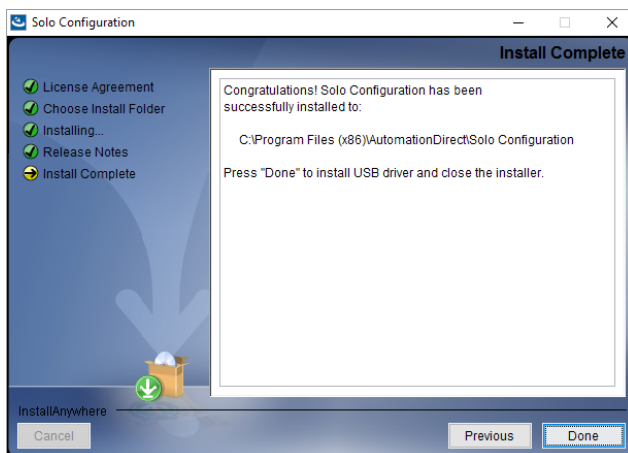 Solo Configuration
Install Complete
License Agreement
Choose Install Folder
Installing...
Release Notes
Install Complete
Congratulations! Solo Configuration has been
successfully installed to:
C:\Program Files (x86)\AutomationDirect\Solo Configuration
Press "Done" to install USB driver and close the installer.
InstallAnywhere
Cancel
Previous
Done